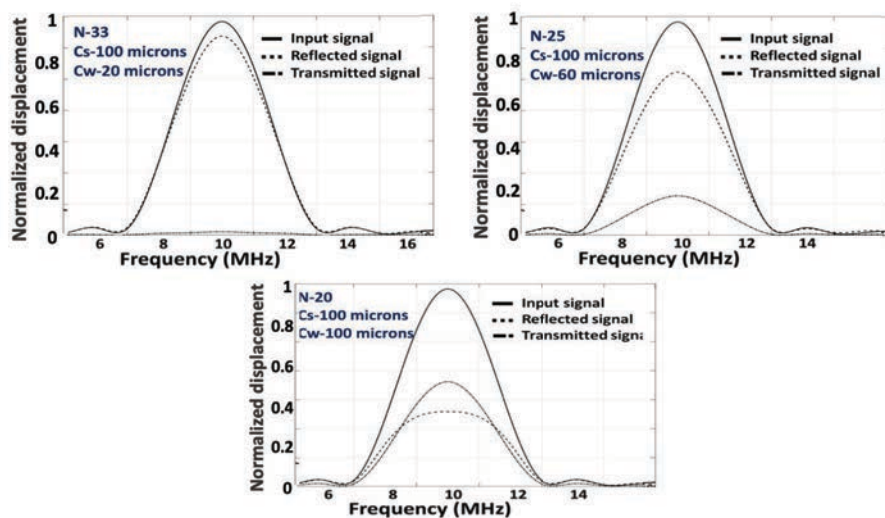 Normalized displacement
1
0.8
0.6
0.4
0.2
0
N-33
Cs-100 microns
Cw-20 microns
Input signal
Reflected signal
Transmitted signal
6 8 10 12 14 16
Frequency (MHz)
Normalized displacement
1
0.8
0.6
0.4
0.2
0
N-25
Cs-100 microns
Cw-60 microns
Input signal
Reflected signal
Transmitted signal
6 8 10 12 14
Frequency (MHz)
Normalized displacement
1
0.8
0.6
0.4
0.2
0
N-20
Cs-100 microns
Cw-100 microns
Input signal
Reflected signal
Transmitted signa
6 8 10 12 14
Frequency (MHz)